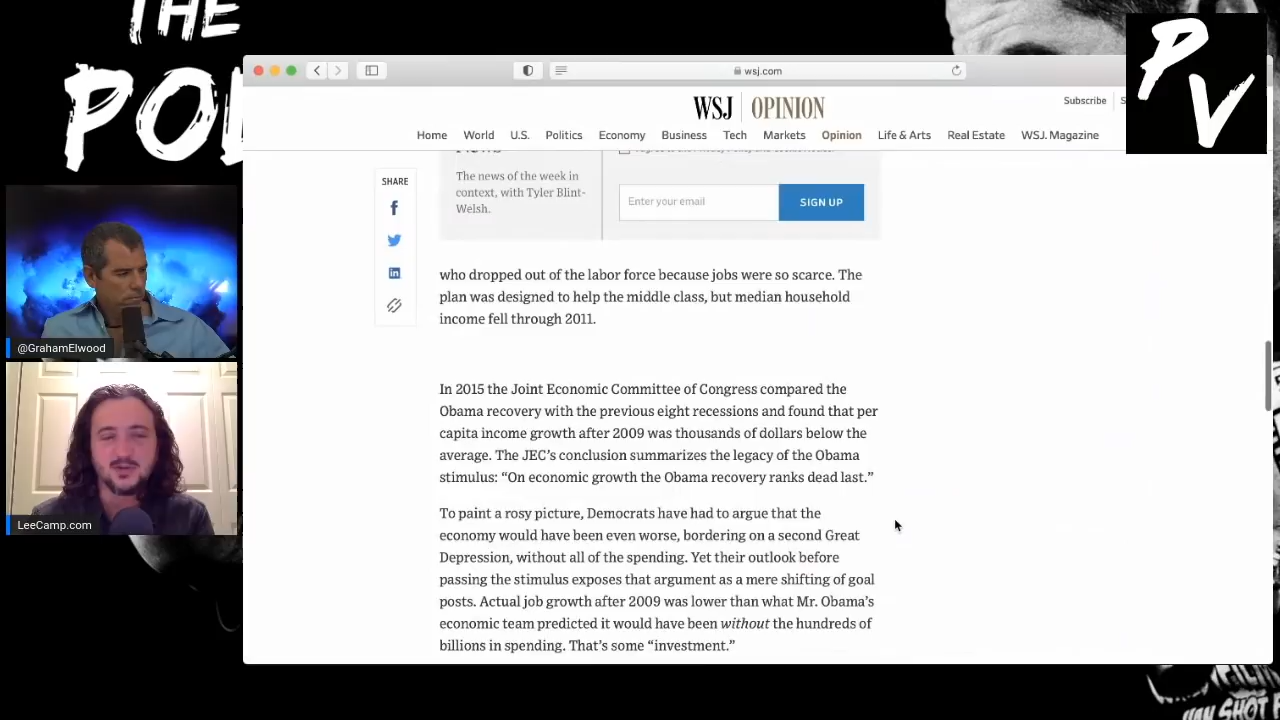 THE
PO
P
V
wsj.com
WSJ OPINION
Subscribe
S
Home World U.S. Politics Economy Business Tech Markets Opinion Life & Arts Real Estate WSJ. Magazine
SHARE
The news of the week in
context, with Tyler Blint-
Welsh.
Enter your email
SIGN UP
who dropped out of the labor force because jobs were so scarce. The
plan was designed to help the middle class, but median household
income fell through 2011.
In 2015 the Joint Economic Committee of Congress compared the
Obama recovery with the previous eight recessions and found that per
capita income growth after 2009 was thousands of dollars below the
average. The JEC’s conclusion summarizes the legacy of the Obama
stimulus: “On economic growth the Obama recovery ranks dead last.”
To paint a rosy picture, Democrats have had to argue that the
economy would have been even worse, bordering on a second Great
Depression, without all of the spending. Yet their outlook before
passing the stimulus exposes that argument as a mere shifting of goal
posts. Actual job growth after 2009 was lower than what Mr. Obama’s
economic team predicted it would have been without the hundreds of
billions in spending. That’s some “investment.”
@GrahamElwood
LeeCamp.com